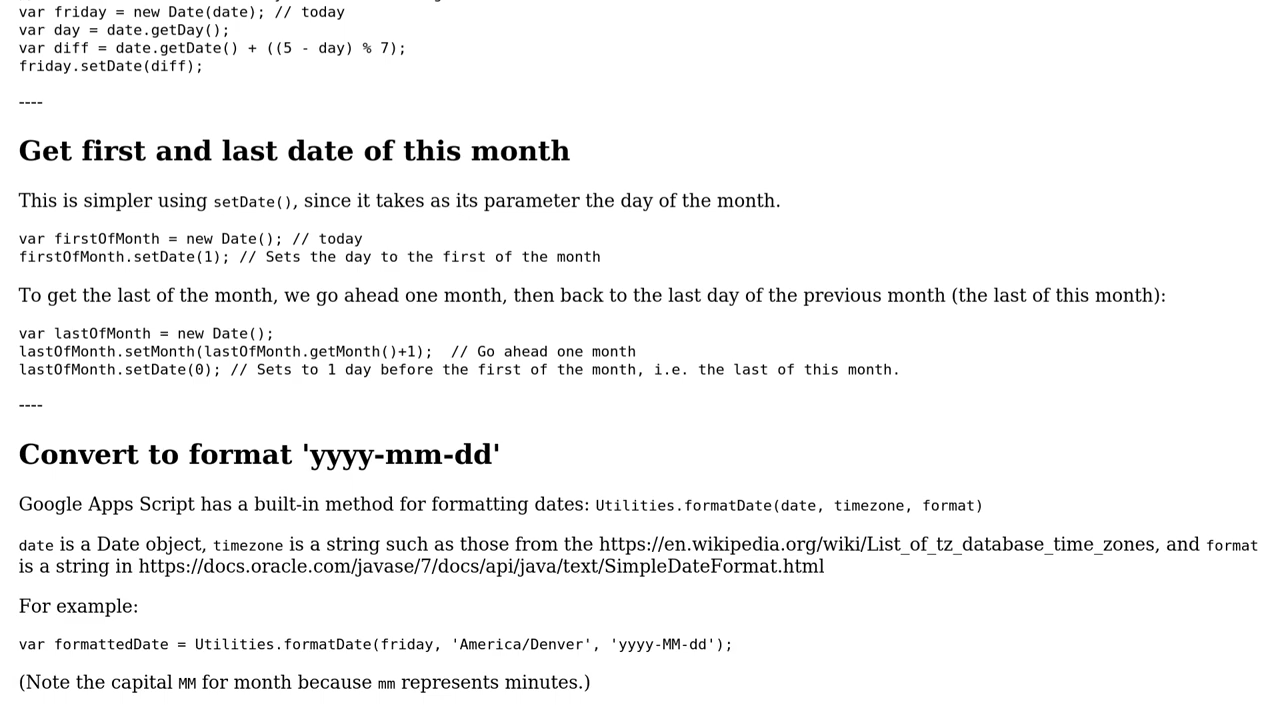 var friday = new Date(date); // today
var day = date.getDay();
var diff = date.getDate() + ((5 - day) % 7);
friday.setDate(diff);
----
Get first and last date of this month
This is simpler using setDate(), since it takes as its parameter the day of the month.
var firstOfMonth = new Date(); // today
firstOfMonth.setDate(1); // Sets the day to the first of the month
To get the last of the month, we go ahead one month, then back to the last day of the previous month (the last of this month):
var lastOfMonth = new Date();
lastOfMonth.setMonth(lastOfMonth.getMonth()+1);  // Go ahead one month
lastOfMonth.setDate(0); // Sets to 1 day before the first of the month, i.e. the last of this month.
----
Convert to format 'yyyy-mm-dd'
Google Apps Script has a built-in method for formatting dates: Utilities.formatDate(date, timezone, format)
date is a Date object, timezone is a string such as those from the https://en.wikipedia.org/wiki/List_of_tz_database_time_zones, and format
is a string in https://docs.oracle.com/javase/7/docs/api/java/text/SimpleDateFormat.html
For example:
var formattedDate = Utilities.formatDate(friday, 'America/Denver', 'yyyy-MM-dd');
(Note the capital MM for month because mm represents minutes.)